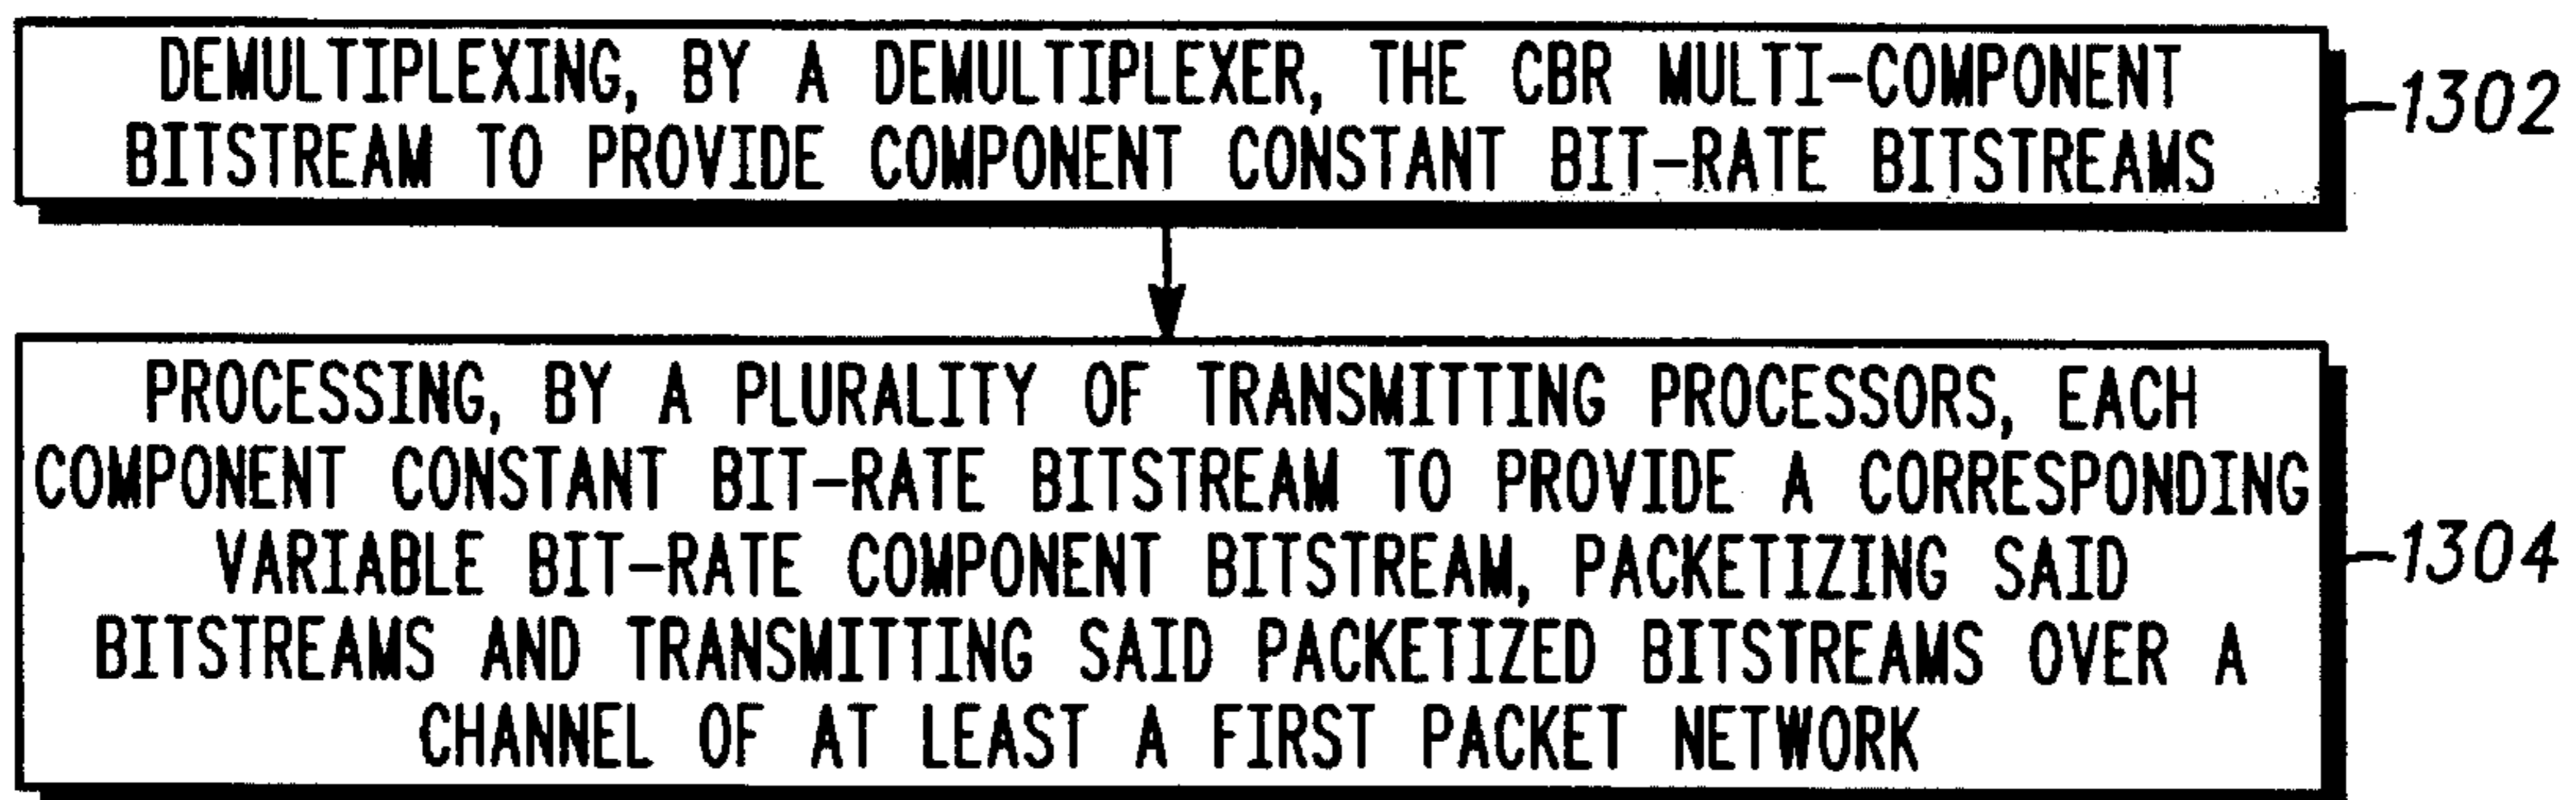 DEMULTIPLEXING, BY A DEMULTIPLEXER, THE CBR MULTI-COMPONENT
BITSTREAM TO PROVIDE COMPONENT CONSTANT BIT-RATE BITSTREAMS
1302
PROCESSING, BY A PLURALITY OF TRANSMITTING PROCESSORS, EACH
COMPONENT CONSTANT BIT-RATE BITSTREAM TO PROVIDE A CORRESPONDING
VARIABLE BIT-RATE COMPONENT BITSTREAM, PACKETIZING SAID
BITSTREAMS AND TRANSMITTING SAID PACKETIZED BITSTREAMS OVER A
CHANNEL OF AT LEAST A FIRST PACKET NETWORK
1304